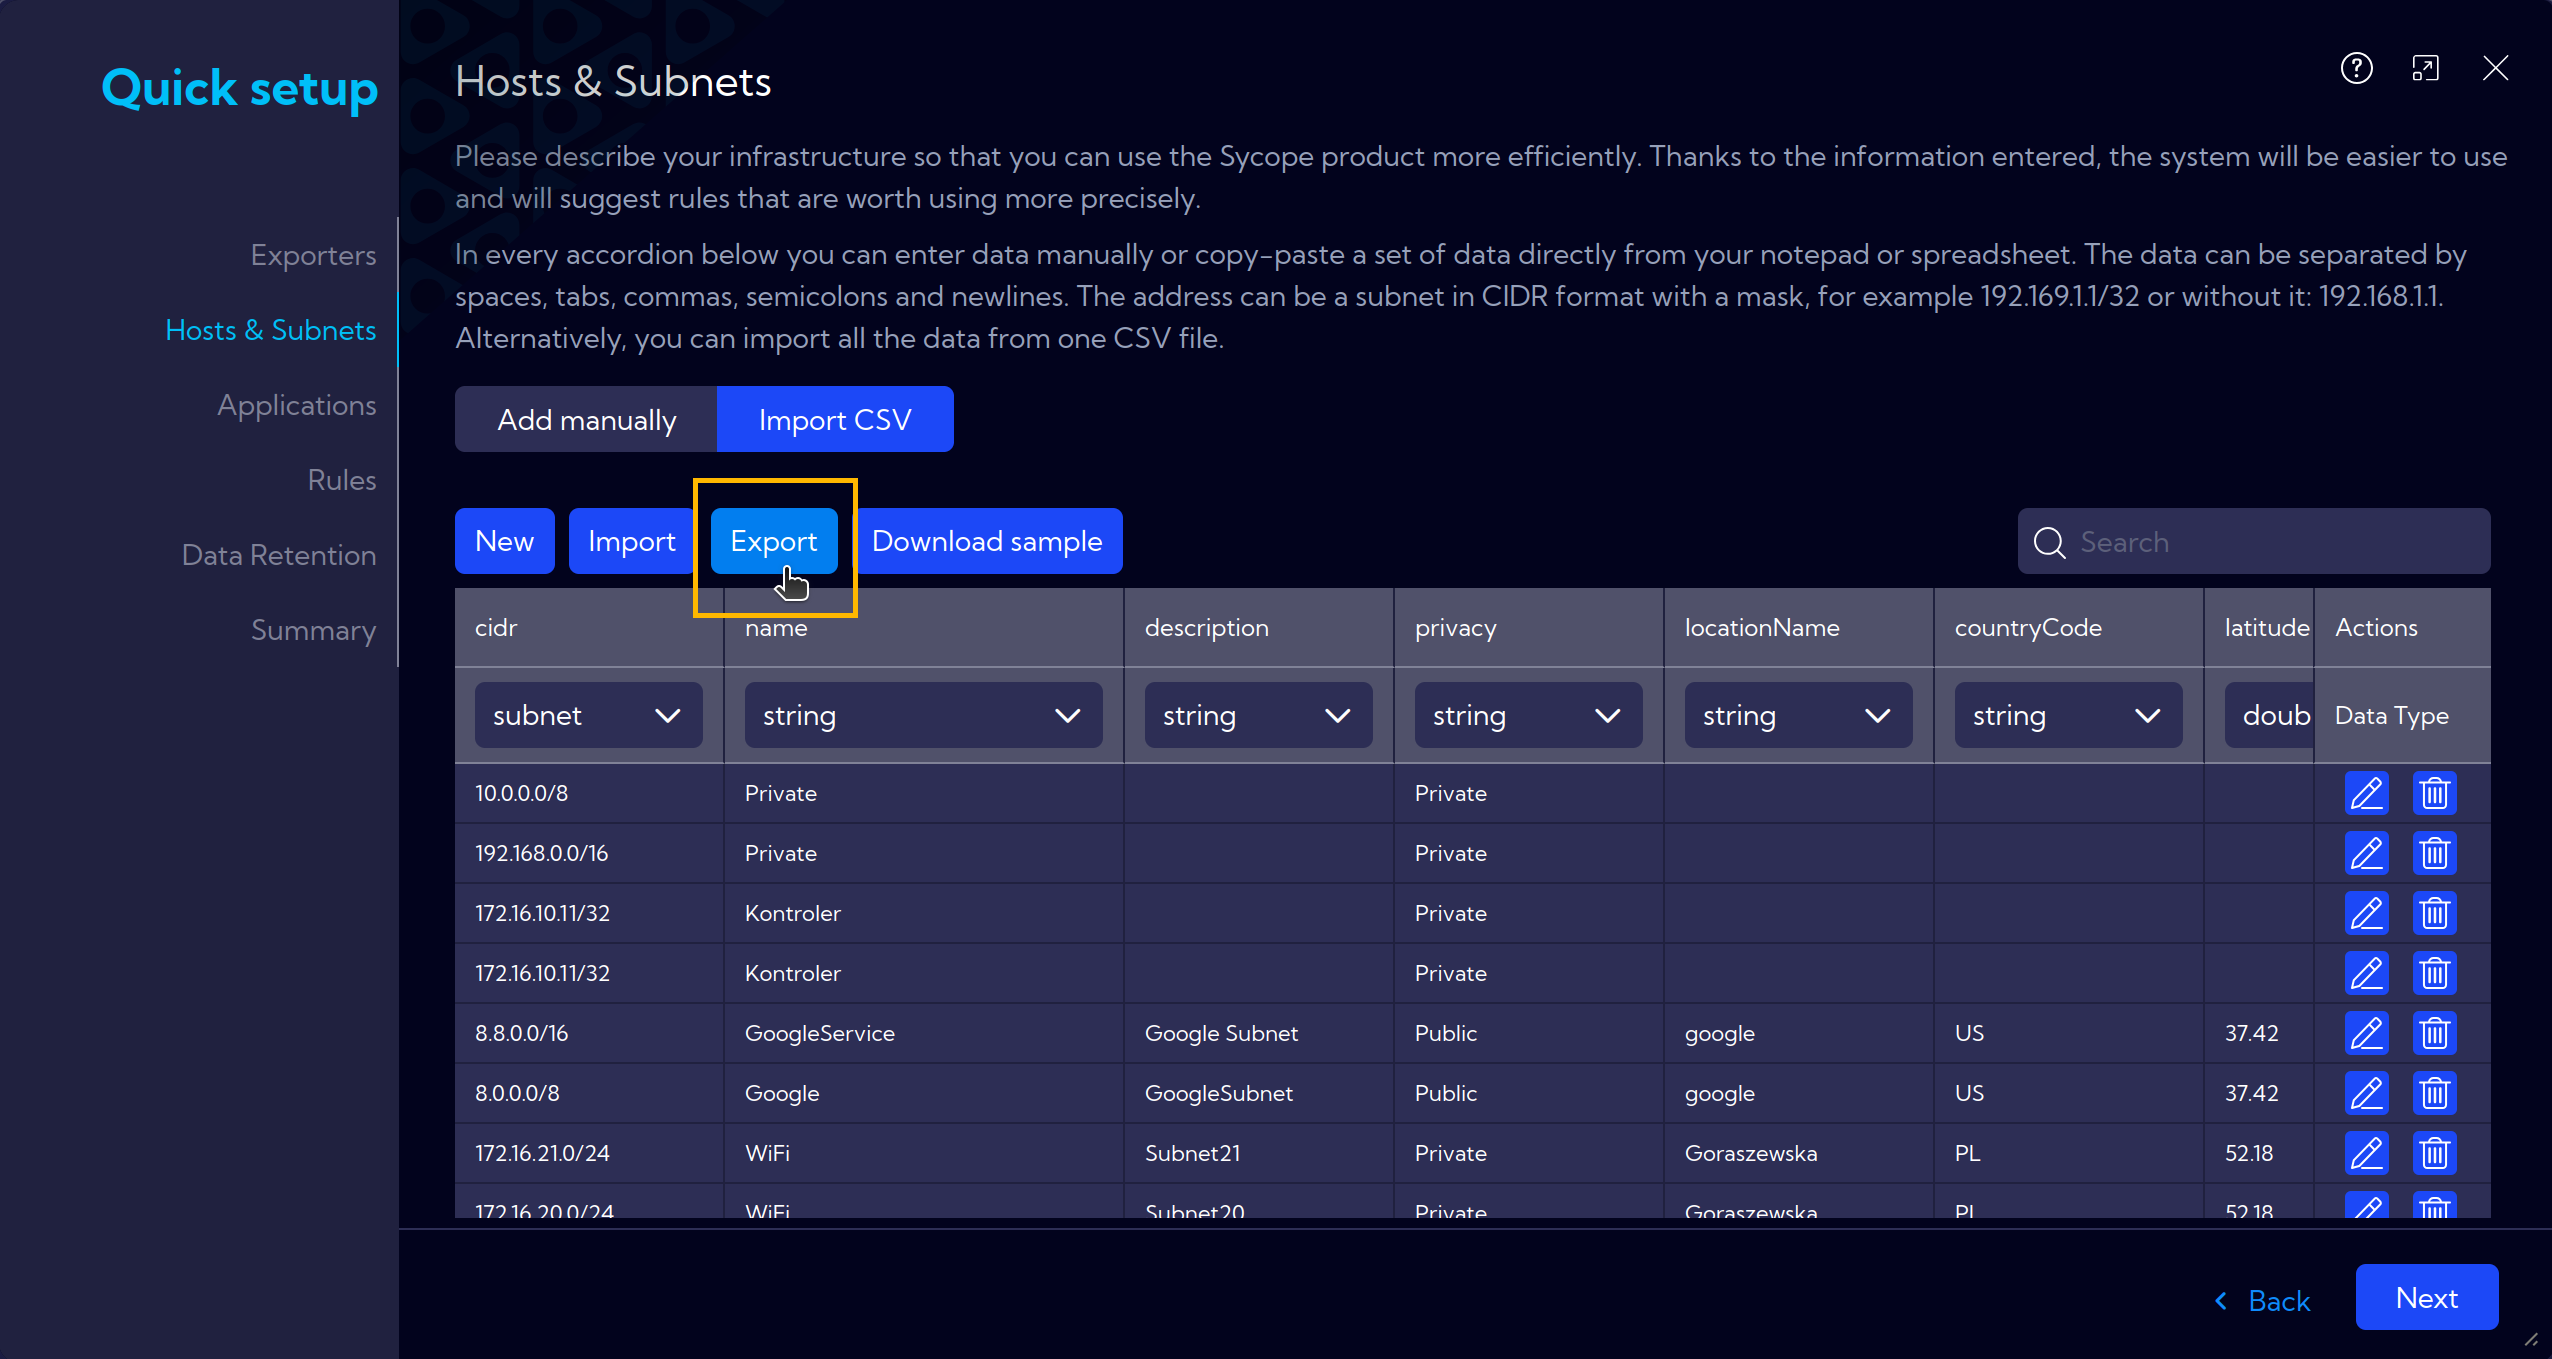 Quick setup
Exporters
Hosts & Subnets
Applications
Rules
Data Retention
Summary
Hosts & Subnets
Please describe your infrastructure so that you can use the Sycope product more efficiently. Thanks to the information entered, the system will be easier to use
and will suggest rules that are worth using more precisely.
In every accordion below you can enter data manually or copy-paste a set of data directly from your notepad or spreadsheet. The data can be separated by
spaces, tabs, commas, semicolons and newlines. The address can be a subnet in CIDR format with a mask, for example 192.169.1.1/32 or without it: 192.168.1.1.
Alternatively, you can import all the data from one CSV file.
Add manually Import CSV
New Import Export Download sample Search
cidr name description privacy locationName countryCode latitude Actions
subnet string string string string string doub Data Type
10.0.0.0/8 Private Private
192.168.0.0/16 Private Private
172.16.10.11/32 Kontroler Private
172.16.10.11/32 Kontroler Private
8.8.0.0/16 GoogleService Google Subnet Public google US 37.42
8.0.0.0/8 Google GoogleSubnet Public google US 37.42
172.16.21.0/24 WiFi Subnet21 Private Goraszewska PL 52.18
172.16.20.0/24 WiFi Subnet20 Private Goraszewska PL 52.18
Back Next